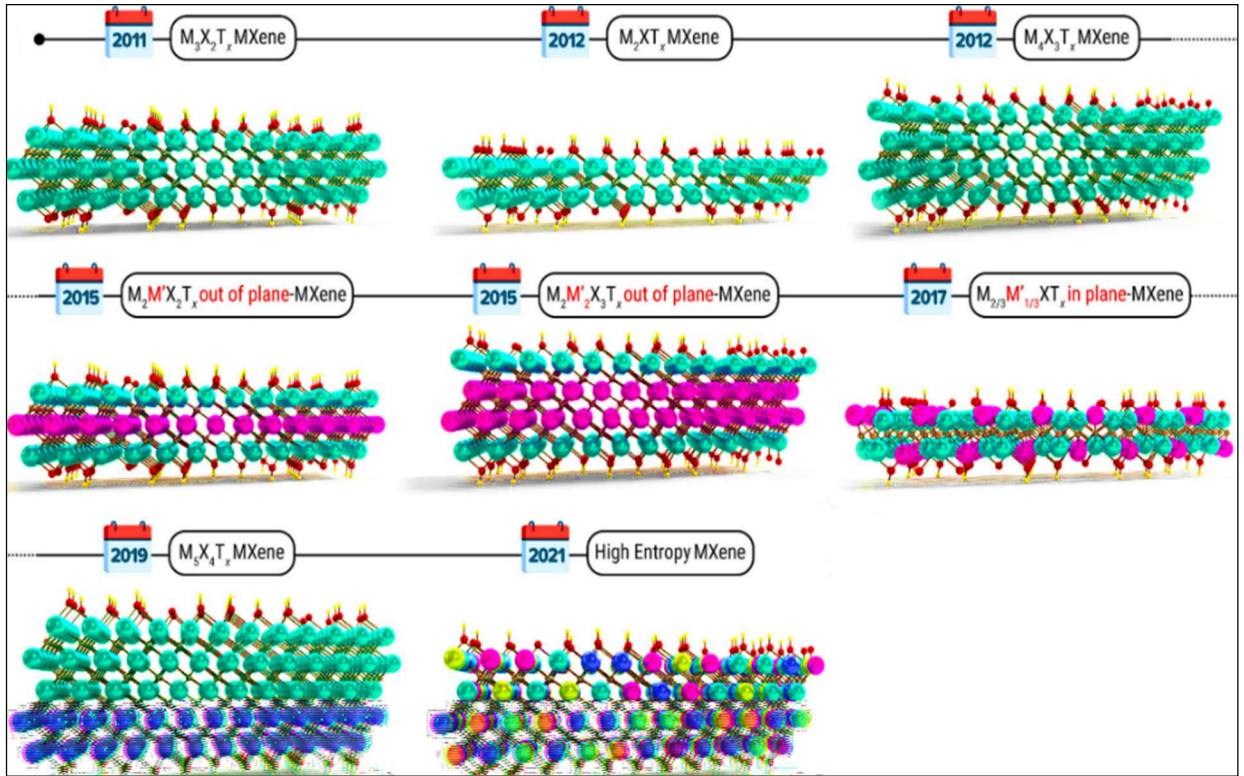 2011 M₃X₂Tₓ MXene
2012 M₂XTₓ MXene
2012 M₄X₃Tₓ MXene
2015 M₂M'X₂Tₓ out of plane-MXene
2015 M₂M'₂X₃Tₓ out of plane-MXene
2017 M₂/₃M'₁/₃XTₓ in plane-MXene
2019 M₅X₄Tₓ MXene
2021 High Entropy MXene